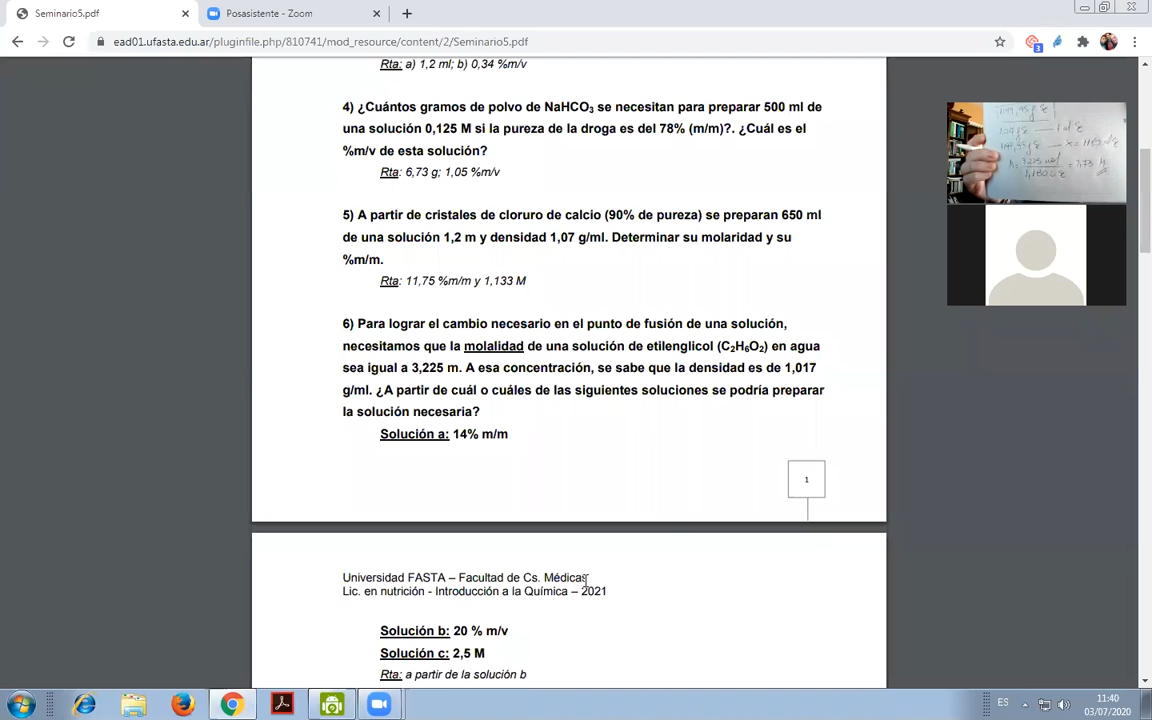 Seminario5.pdf
Posasistente - Zoom
ead01.ufasta.edu.ar/pluginfile.php/810741/mod_resource/content/2/Seminario5.pdf
3
Rta: a) 1,2 ml; b) 0,34 %m/v
4) ¿Cuántos gramos de polvo de NaHCO₃ se necesitan para preparar 500 ml de
una solución 0,125 M si la pureza de la droga es del 78% (m/m)?. ¿Cuál es el
%m/v de esta solución?
Rta: 6,73 g; 1,05 %m/v
5) A partir de cristales de cloruro de calcio (90% de pureza) se preparan 650 ml
de una solución 1,2 m y densidad 1,07 g/ml. Determinar su molaridad y su
%m/m.
Rta: 11,75 %m/m y 1,133 M
6) Para lograr el cambio necesario en el punto de fusión de una solución,
necesitamos que la molalidad de una solución de etilenglicol (C₂H₆O₂) en agua
sea igual a 3,225 m. A esa concentración, se sabe que la densidad es de 1,017
g/ml. ¿A partir de cuál o cuáles de las siguientes soluciones se podría preparar
la solución necesaria?
Solución a: 14% m/m
1
Universidad FASTA – Facultad de Cs. Médicas
Lic. en nutrición - Introducción a la Química – 2021
Solución b: 20 % m/v
Solución c: 2,5 M
Rta: a partir de la solución b
ES
11:40
03/07/2020